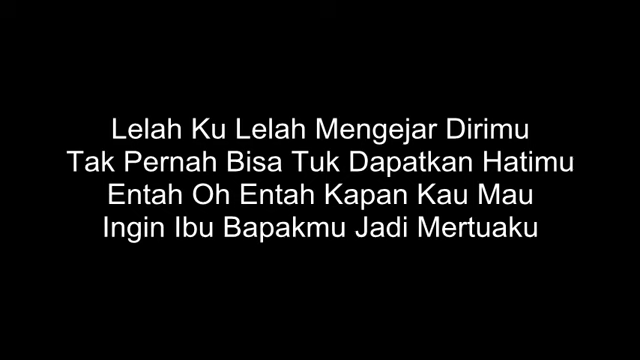 Lelah Ku Lelah Mengejar Dirimu
Tak Pernah Bisa Tuk Dapatkan Hatimu
Entah Oh Entah Kapan Kau Mau
Ingin Ibu Bapakmu Jadi Mertuaku